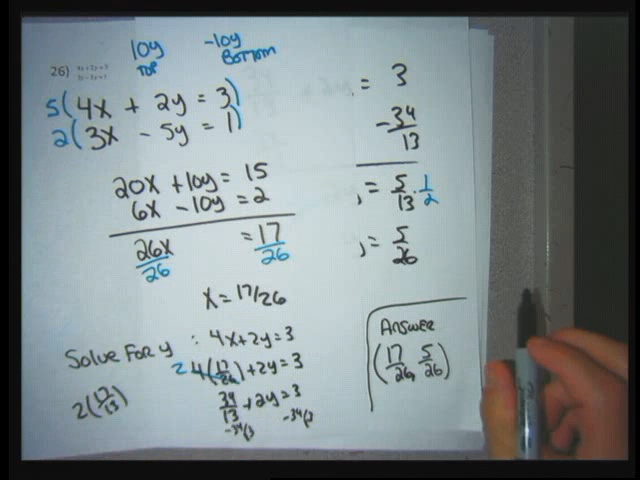 10y -10y
TOP BOTTOM
26)
5(4x + 2y = 3)
2(3x - 5y = 1)
20x + 10y = 15
6x - 10y = 2
26x = 17
26 26
x = 17/26
Solve For y : 4x + 2y = 3
2 4(17/26) + 2y = 3
2(17/13)
34/13 + 2y = 3
-34/13 -34/13
= 3
- 34/13
= 5/13 · 1/2
= 5/26
Answer
(17/26, 5/26)